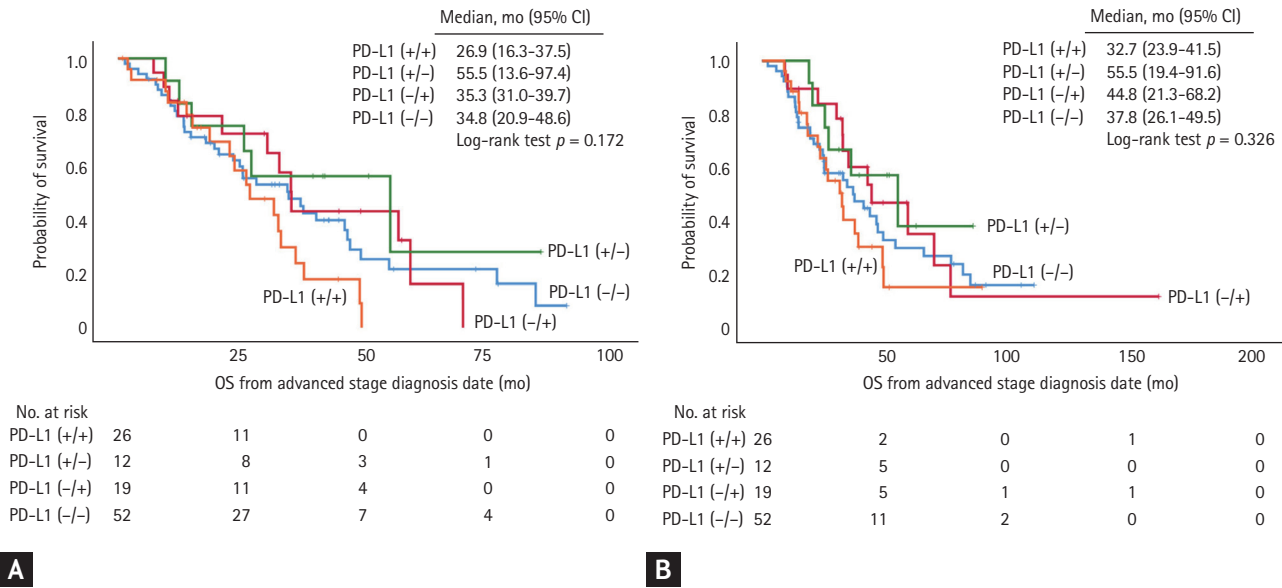 Median, mo (95% CI)
PD-L1 (+/+) 26.9 (16.3–37.5)
PD-L1 (+/−) 55.5 (13.6–97.4)
PD-L1 (−/+) 35.3 (31.0–39.7)
PD-L1 (−/−) 34.8 (20.9–48.6)
Log-rank test p = 0.172
Probability of survival
1.0
0.8
0.6
0.4
0.2
0
PD-L1 (+/−)
PD-L1 (+/+)
PD-L1 (−/−)
PD-L1 (−/+)
25 50 75 100
OS from advanced stage diagnosis date (mo)
No. at risk
PD-L1 (+/+) 26 11 0 0 0
PD-L1 (+/−) 12 8 3 1 0
PD-L1 (−/+) 19 11 4 0 0
PD-L1 (−/−) 52 27 7 4 0
A
Median, mo (95% CI)
PD-L1 (+/+) 32.7 (23.9–41.5)
PD-L1 (+/−) 55.5 (19.4–91.6)
PD-L1 (−/+) 44.8 (21.3–68.2)
PD-L1 (−/−) 37.8 (26.1–49.5)
Log-rank test p = 0.326
Probability of survival
1.0
0.8
0.6
0.4
0.2
0
PD-L1 (+/−)
PD-L1 (+/+)
PD-L1 (−/−)
PD-L1 (−/+)
50 100 150 200
OS from advanced stage diagnosis date (mo)
No. at risk
PD-L1 (+/+) 26 2 0 1 0
PD-L1 (+/−) 12 5 0 0 0
PD-L1 (−/+) 19 5 1 1 0
PD-L1 (−/−) 52 11 2 0 0
B